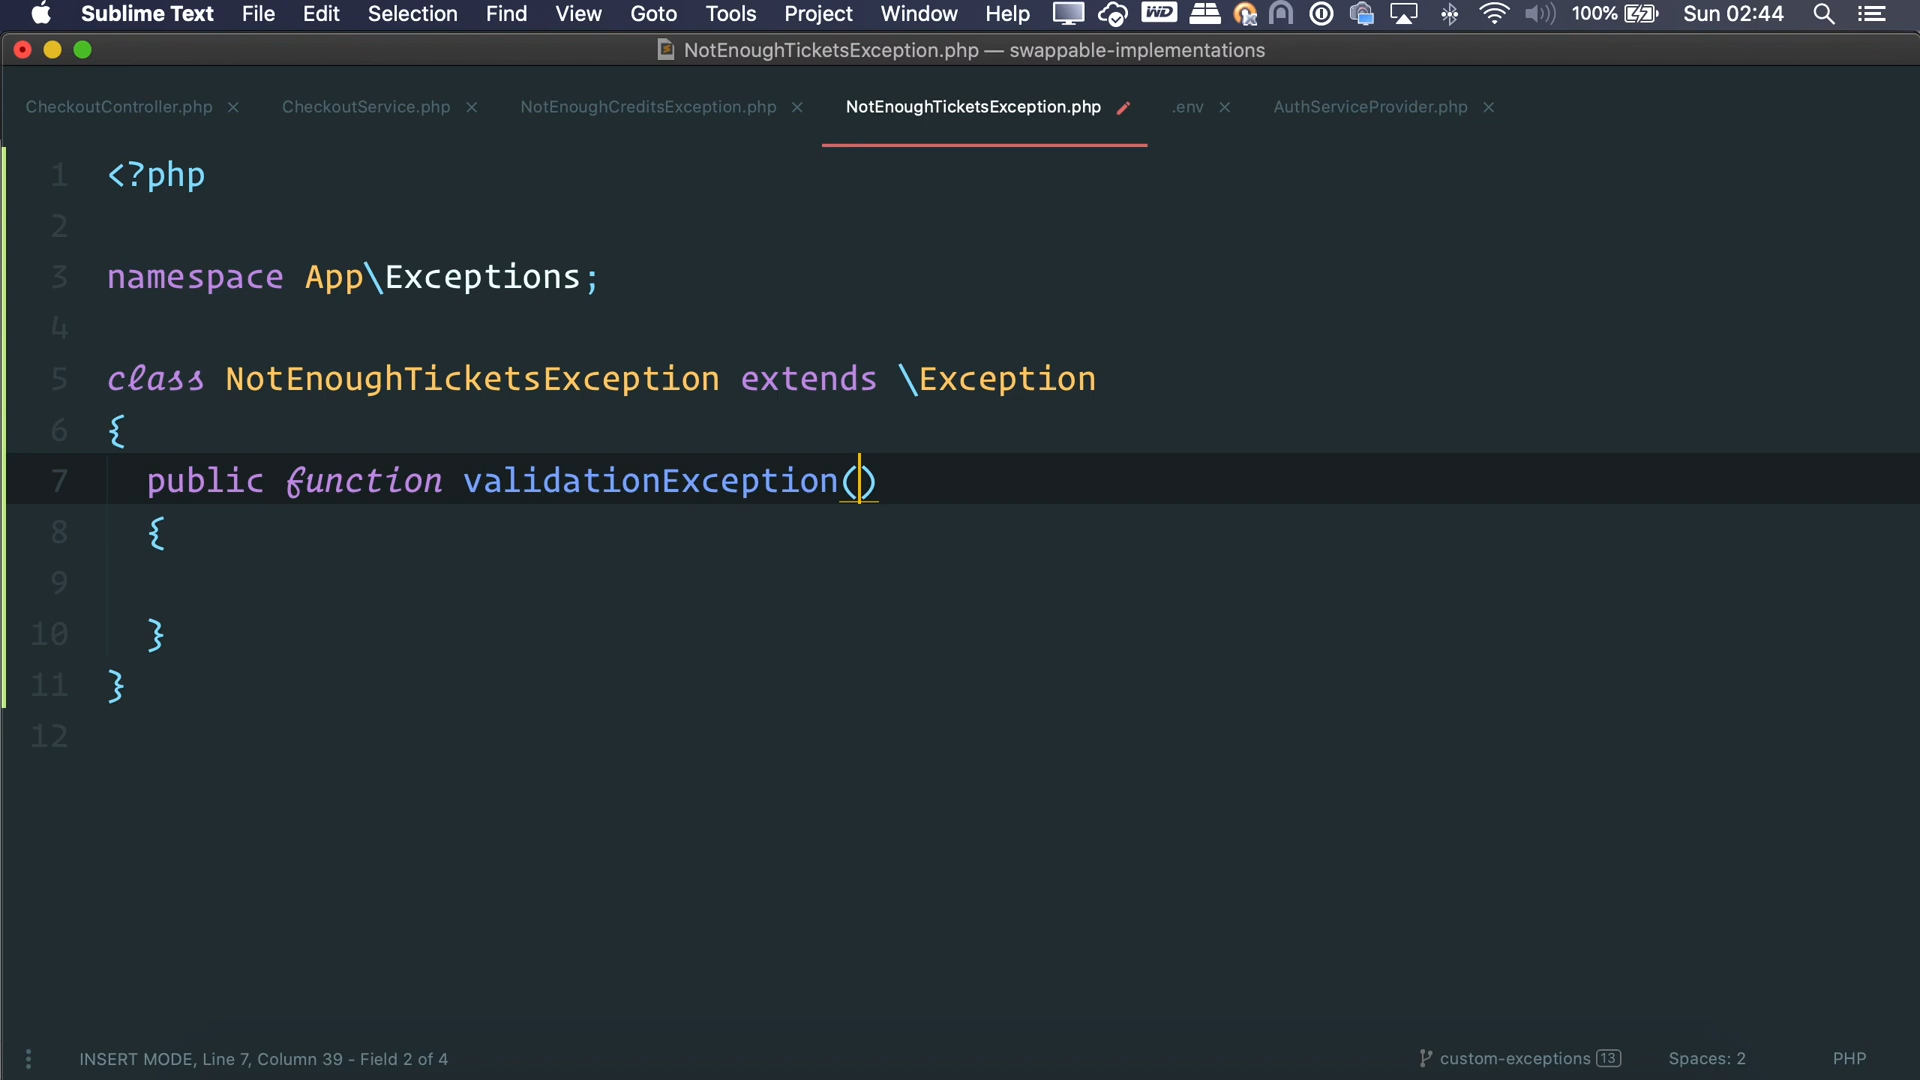 Sublime Text File Edit Selection Find View Goto Tools Project Window Help WD 100% Sun 02:44
NotEnoughTicketsException.php — swappable-implementations
CheckoutController.php × CheckoutService.php × NotEnoughCreditsException.php × NotEnoughTicketsException.php .env × AuthServiceProvider.php ×
1 <?php
2
3 namespace App\Exceptions;
4
5 class NotEnoughTicketsException extends \Exception
6 {
7 public function validationException()
8 {
9
10 }
11 }
12
INSERT MODE, Line 7, Column 39 - Field 2 of 4 custom-exceptions 13 Spaces: 2 PHP